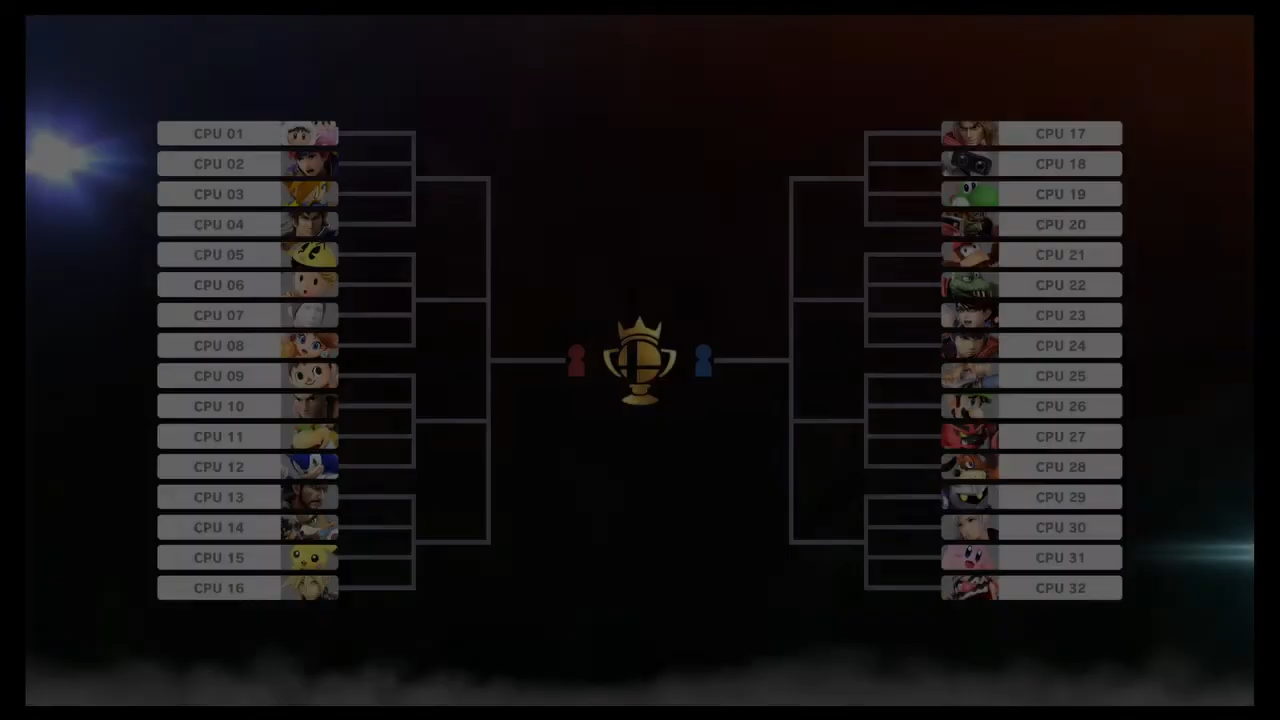 CPU 01
CPU 02
CPU 03
CPU 04
CPU 05
CPU 06
CPU 07
CPU 08
CPU 09
CPU 10
CPU 11
CPU 12
CPU 13
CPU 14
CPU 15
CPU 16
CPU 17
CPU 18
CPU 19
CPU 20
CPU 21
CPU 22
CPU 23
CPU 24
CPU 25
CPU 26
CPU 27
CPU 28
CPU 29
CPU 30
CPU 31
CPU 32